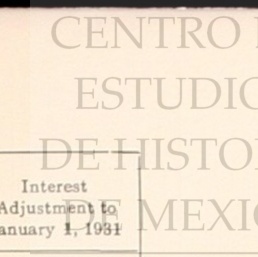 CENTRO
ESTUDIO
DE HISTO
DE MEXIC
Interest
Adjustment to
anuary 1, 1931